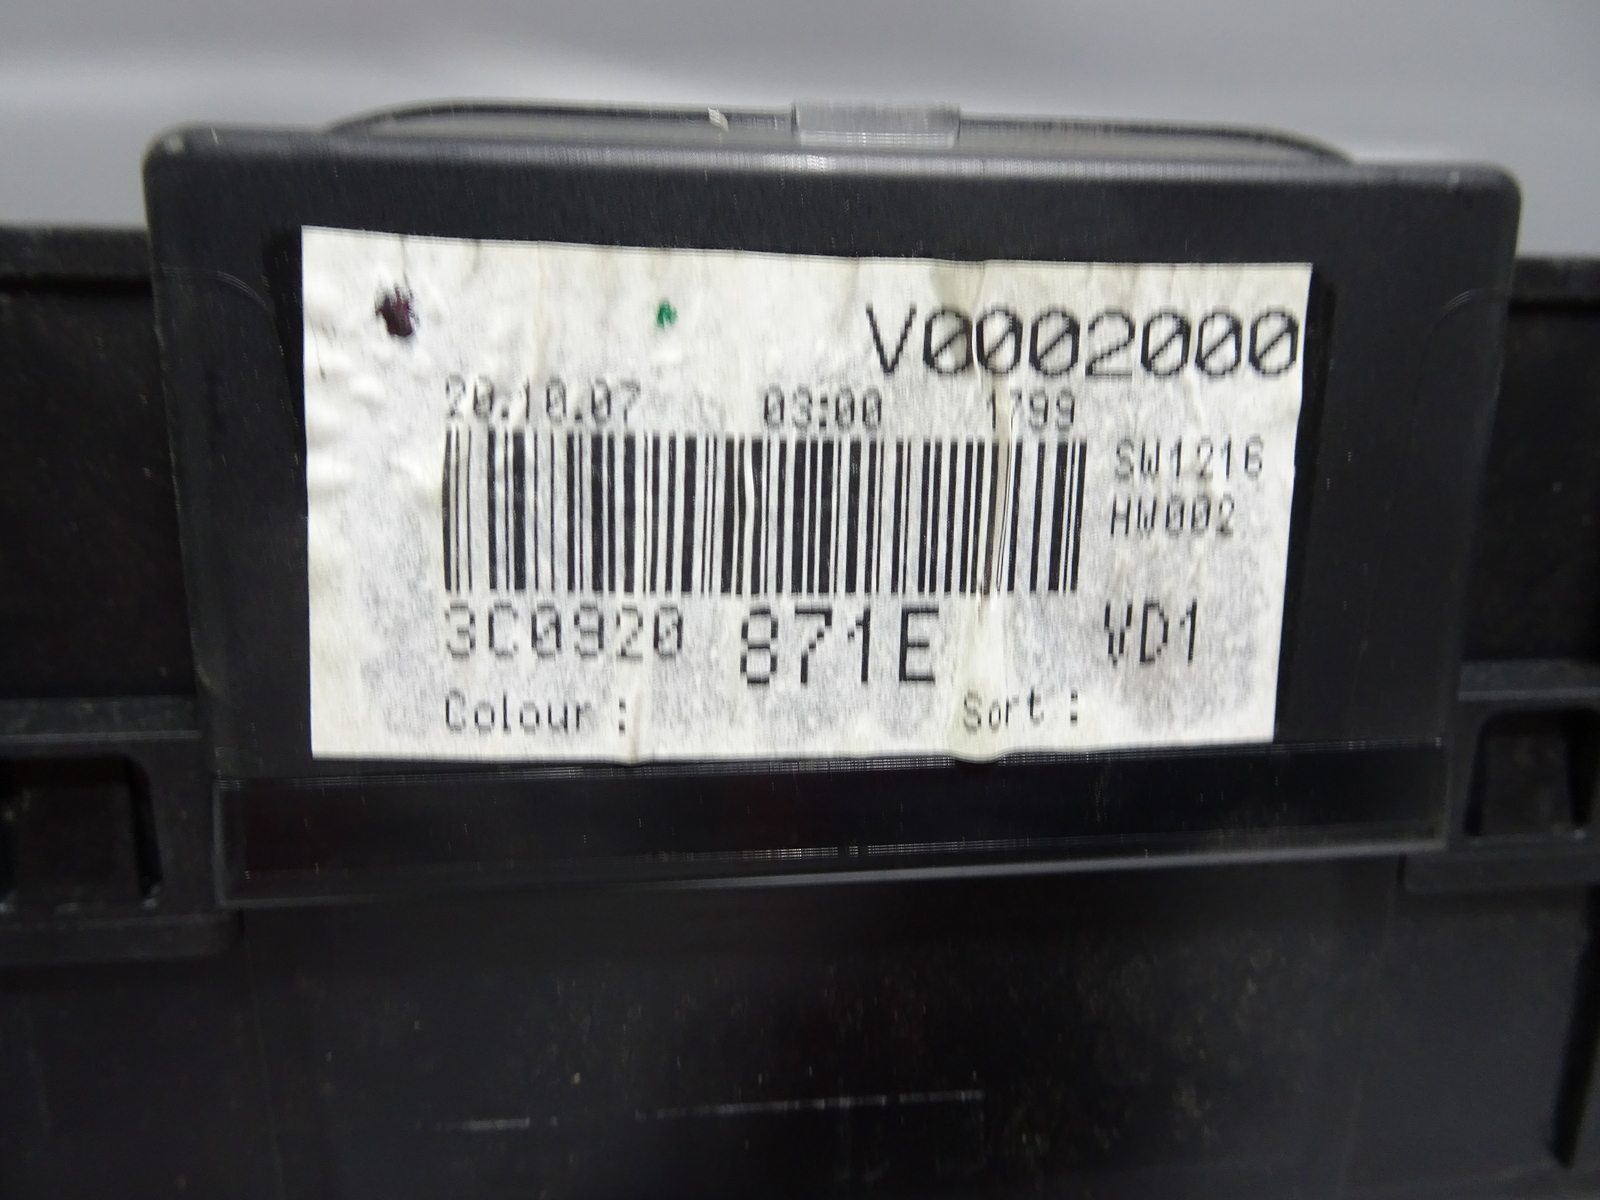 V0002000
20.10.07 03:00 1799
SW1216
HW002
3C0920 871E VD1
Colour : Sort :